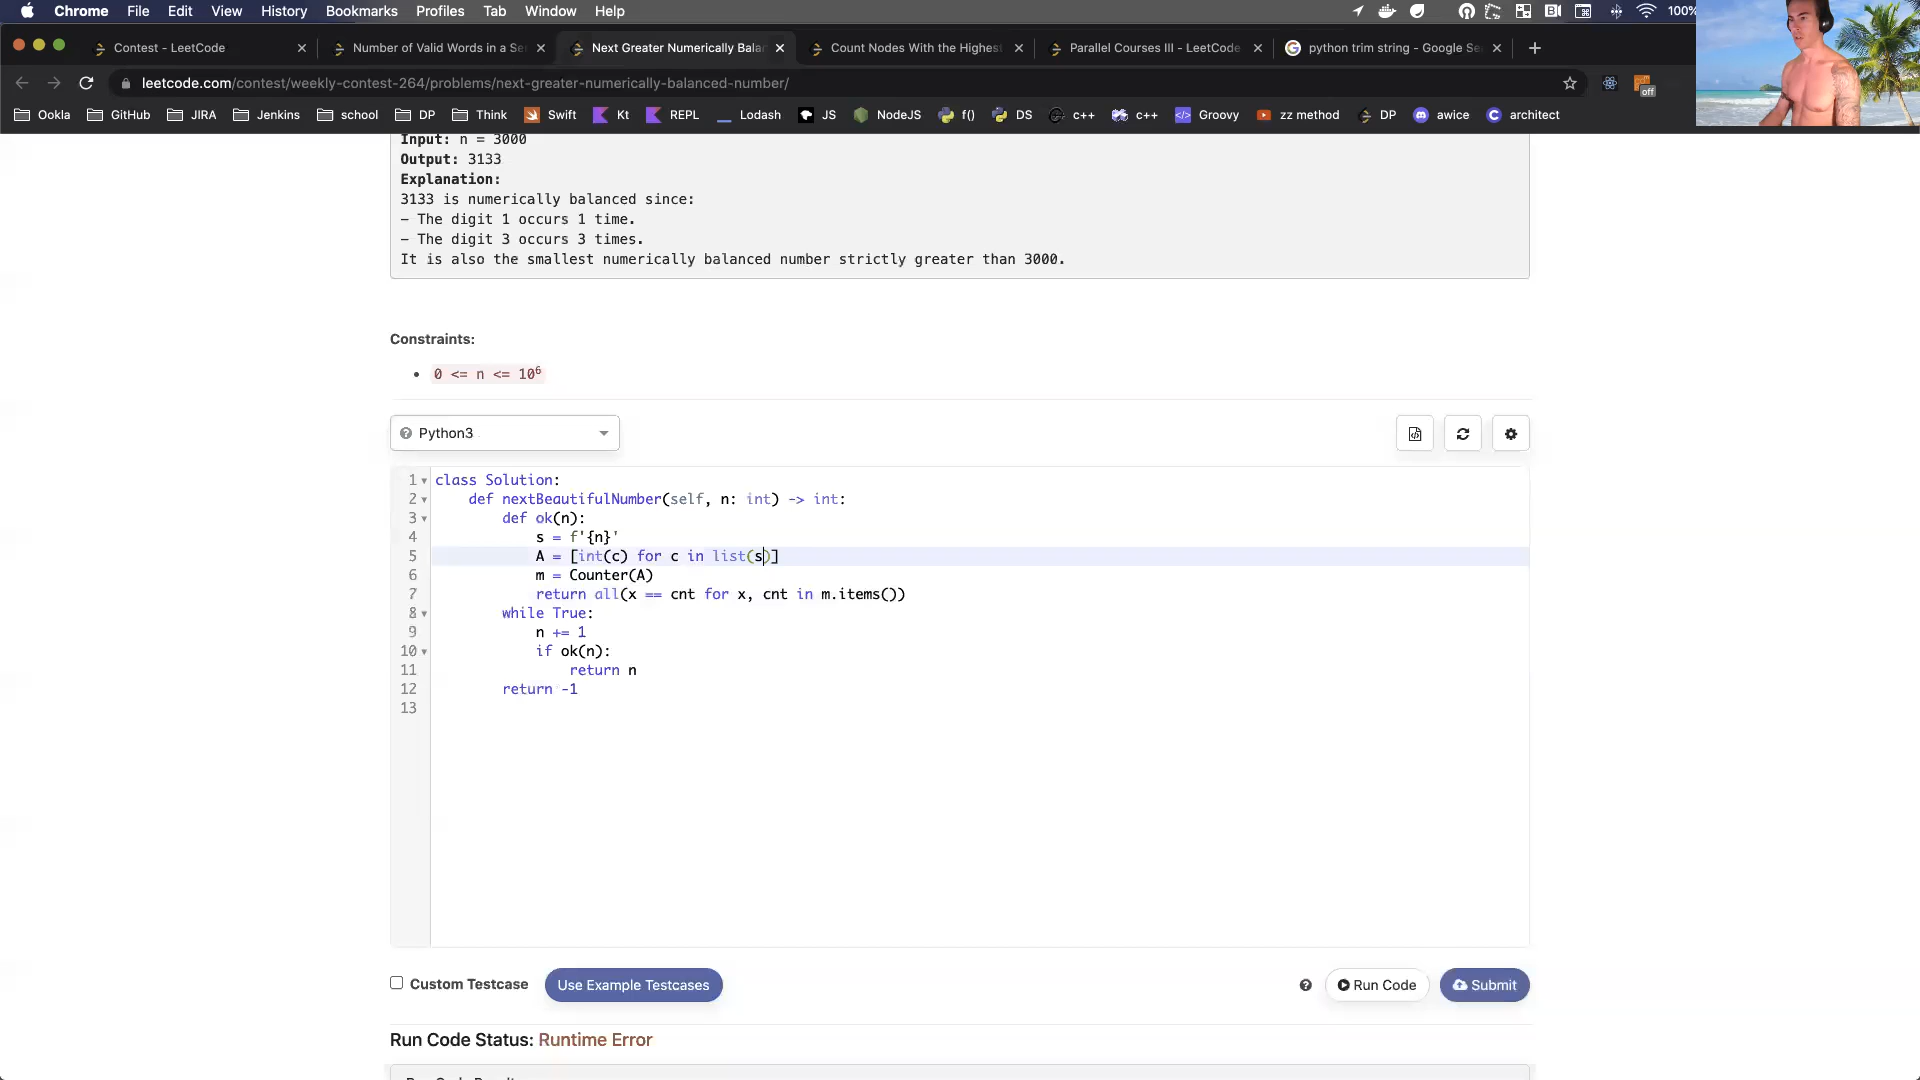 Chrome File Edit View History Bookmarks Profiles Tab Window Help 100%
Contest - LeetCode
Number of Valid Words in a Se
Next Greater Numerically Bala
Count Nodes With the Highest
Parallel Courses III - LeetCode
python trim string - Google Se
leetcode.com/contest/weekly-contest-264/problems/next-greater-numerically-balanced-number/
off
Ookla GitHub JIRA Jenkins school DP Think Swift Kt REPL Lodash JS NodeJS f() DS c++ c++ Groovy zz method DP awice architect
Input: n = 3000
Output: 3133
Explanation:
3133 is numerically balanced since:
- The digit 1 occurs 1 time.
- The digit 3 occurs 3 times.
It is also the smallest numerically balanced number strictly greater than 3000.
Constraints:
0 <= n <= 10⁶
Python3
1 class Solution:
2 def nextBeautifulNumber(self, n: int) -> int:
3 def ok(n):
4 s = f'{n}'
5 A = [int(c) for c in list(s)]
6 m = Counter(A)
7 return all(x == cnt for x, cnt in m.items())
8 while True:
9 n += 1
10 if ok(n):
11 return n
12 return -1
13
Custom Testcase Use Example Testcases Run Code Submit
Run Code Status: Runtime Error